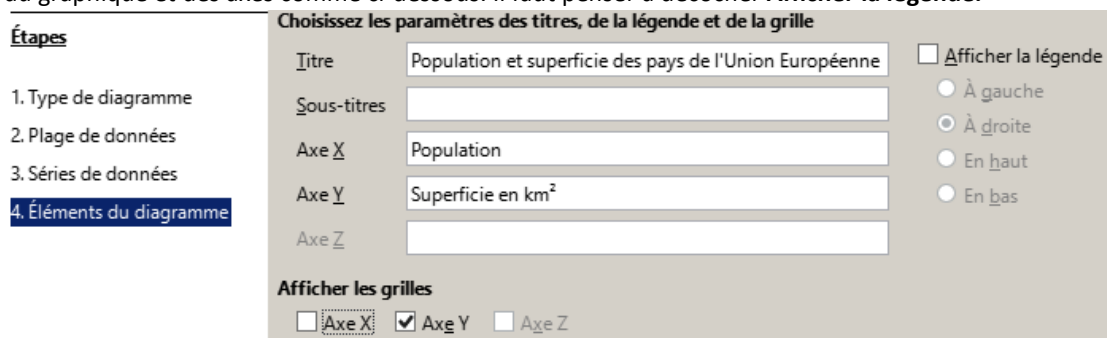 du graphique et des axes comme ci-dessous. Il faut penser à décocher Afficher la légende.
Étapes
1. Type de diagramme
2. Plage de données
3. Séries de données
4. Éléments du diagramme
Choisissez les paramètres des titres, de la légende et de la grille
Titre Population et superficie des pays de l'Union Européenne
Sous-titres
Axe X Population
Axe Y Superficie en km²
Axe Z
Afficher la légende
À gauche
À droite
En haut
En bas
Afficher les grilles
Axe X Axe Y Axe Z